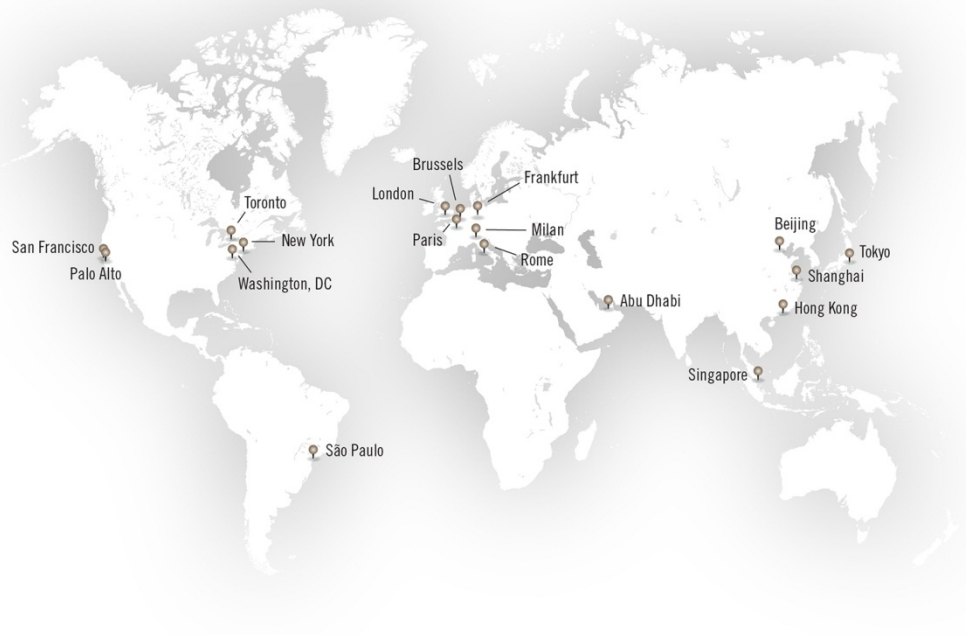 Brussels
Frankfurt
London
Toronto
Paris
Milan
New York
San Francisco
Rome
Palo Alto
Washington, DC
Beijing
Tokyo
Shanghai
Abu Dhabi
Hong Kong
Singapore
São Paulo